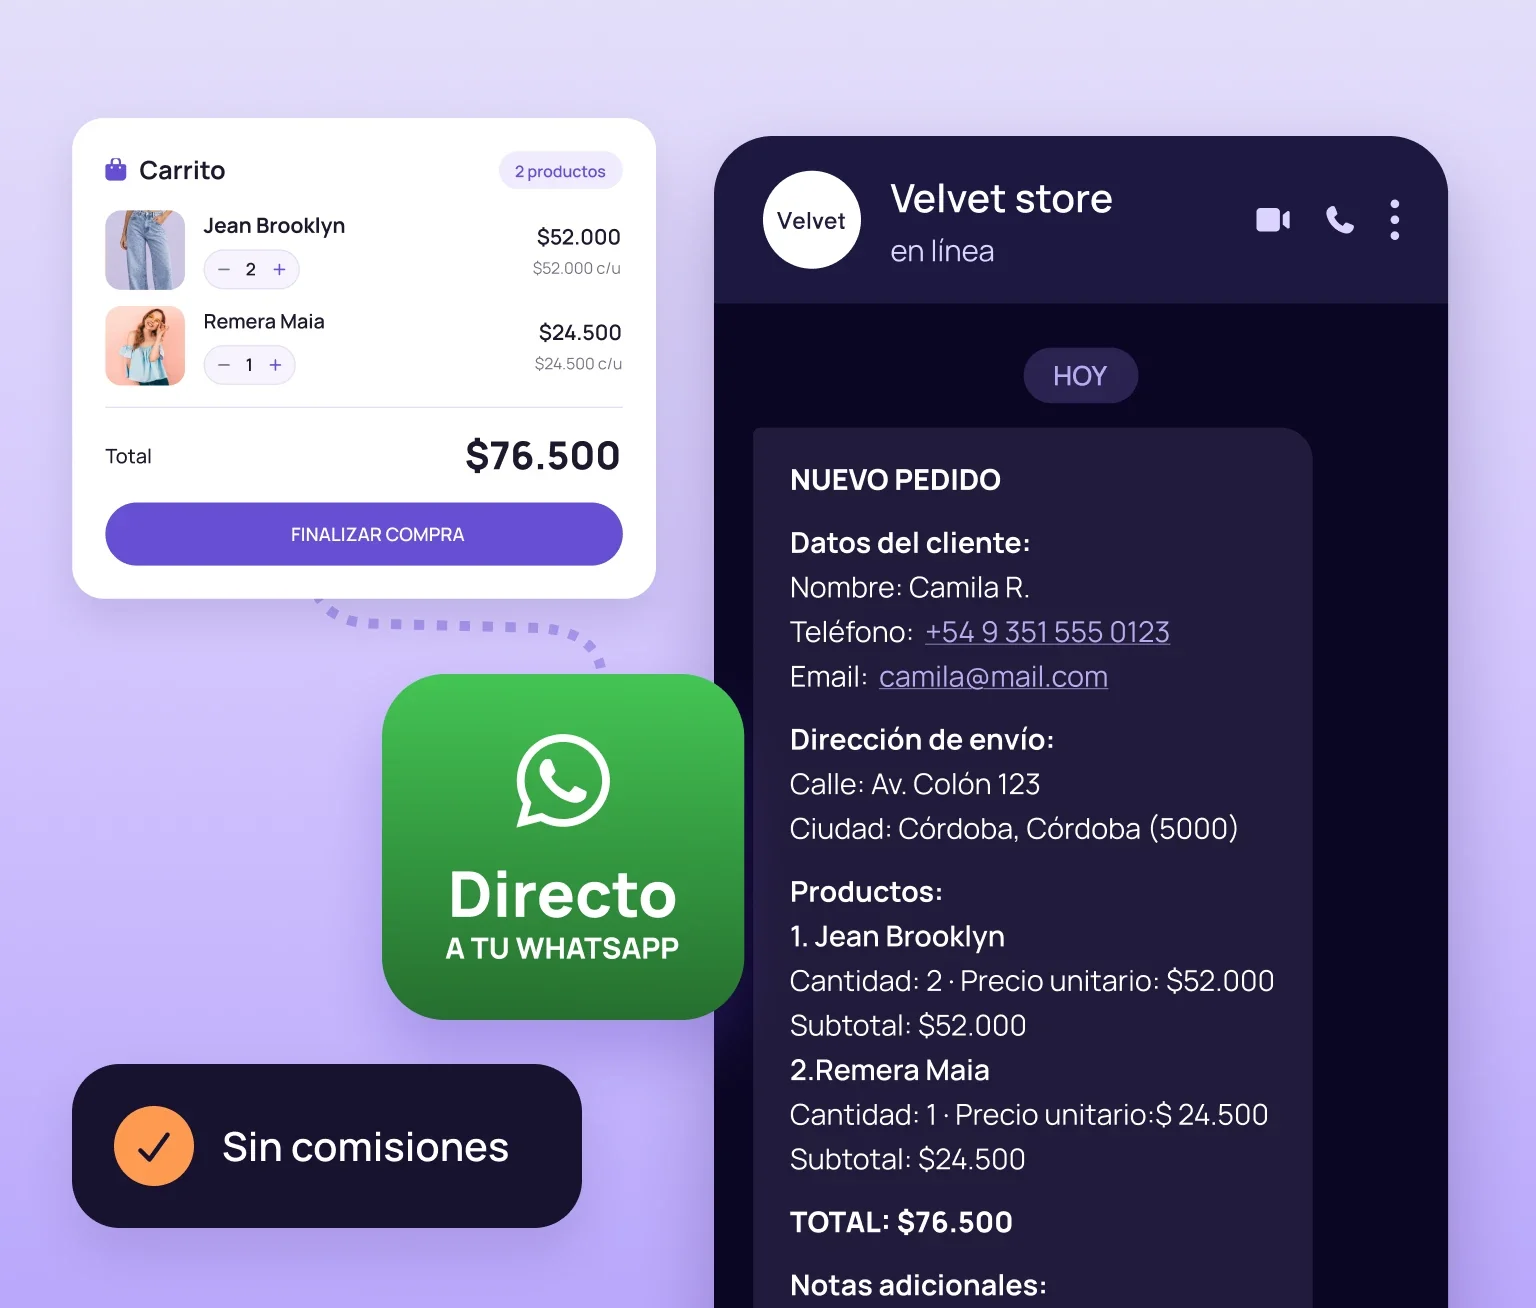 Carrito
2 productos
Jean Brooklyn
$52.000
− 2 +
$52.000 c/u
Remera Maia
$24.500
− 1 +
$24.500 c/u
Total
$76.500
FINALIZAR COMPRA
Directo
A TU WHATSAPP
Sin comisiones
Velvet
Velvet store
en línea
HOY
NUEVO PEDIDO
Datos del cliente:
Nombre: Camila R.
Teléfono: +54 9 351 555 0123
Email: camila@mail.com
Dirección de envío:
Calle: Av. Colón 123
Ciudad: Córdoba, Córdoba (5000)
Productos:
1. Jean Brooklyn
Cantidad: 2 · Precio unitario: $52.000
Subtotal: $52.000
2.Remera Maia
Cantidad: 1 · Precio unitario:$ 24.500
Subtotal: $24.500
TOTAL: $76.500
Notas adicionales: